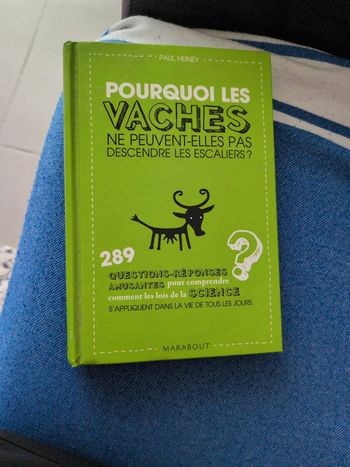 PAUL HEINEY
POURQUOI LES
VACHES
NE PEUVENT-ELLES PAS
DESCENDRE LES ESCALIERS ?
289
QUESTIONS-RÉPONSES
AMUSANTES pour comprendre
comment les lois de la SCIENCE
S'APPLIQUENT DANS LA VIE DE TOUS LES JOURS.
?
MARABOUT